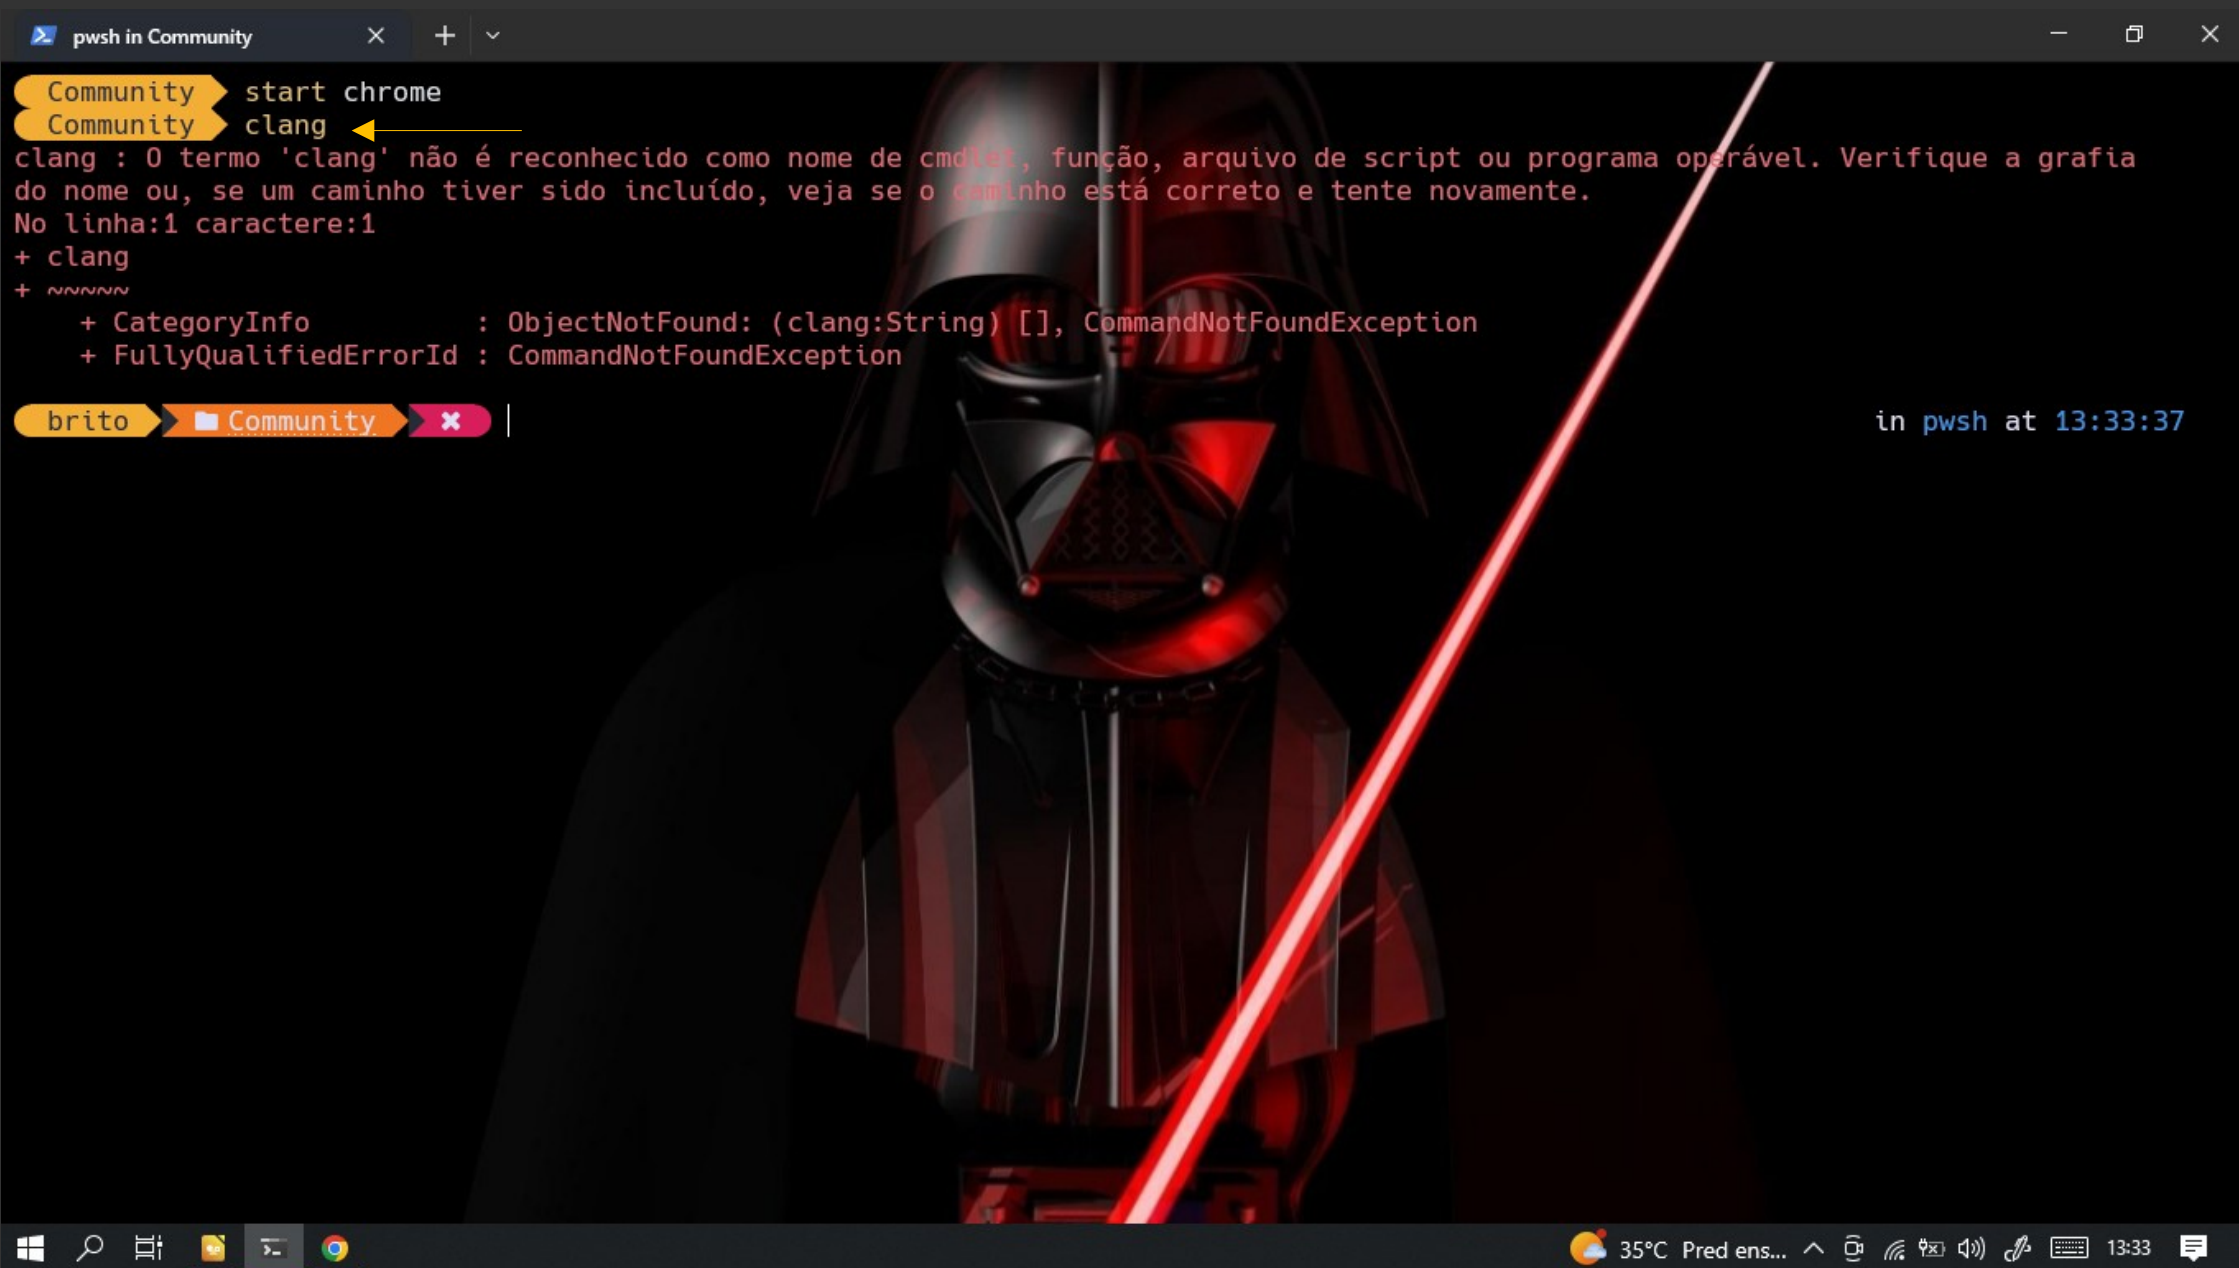 pwsh in Community
Community start chrome
Community clang
clang : O termo 'clang' não é reconhecido como nome de cmdlet, função, arquivo de script ou programa operável. Verifique a grafia
do nome ou, se um caminho tiver sido incluído, veja se o caminho está correto e tente novamente.
No linha:1 caractere:1
+ clang
+ ~~~~~
    + CategoryInfo          : ObjectNotFound: (clang:String) [], CommandNotFoundException
    + FullyQualifiedErrorId : CommandNotFoundException
brito Community in pwsh at 13:33:37
35°C Pred ens... 13:33